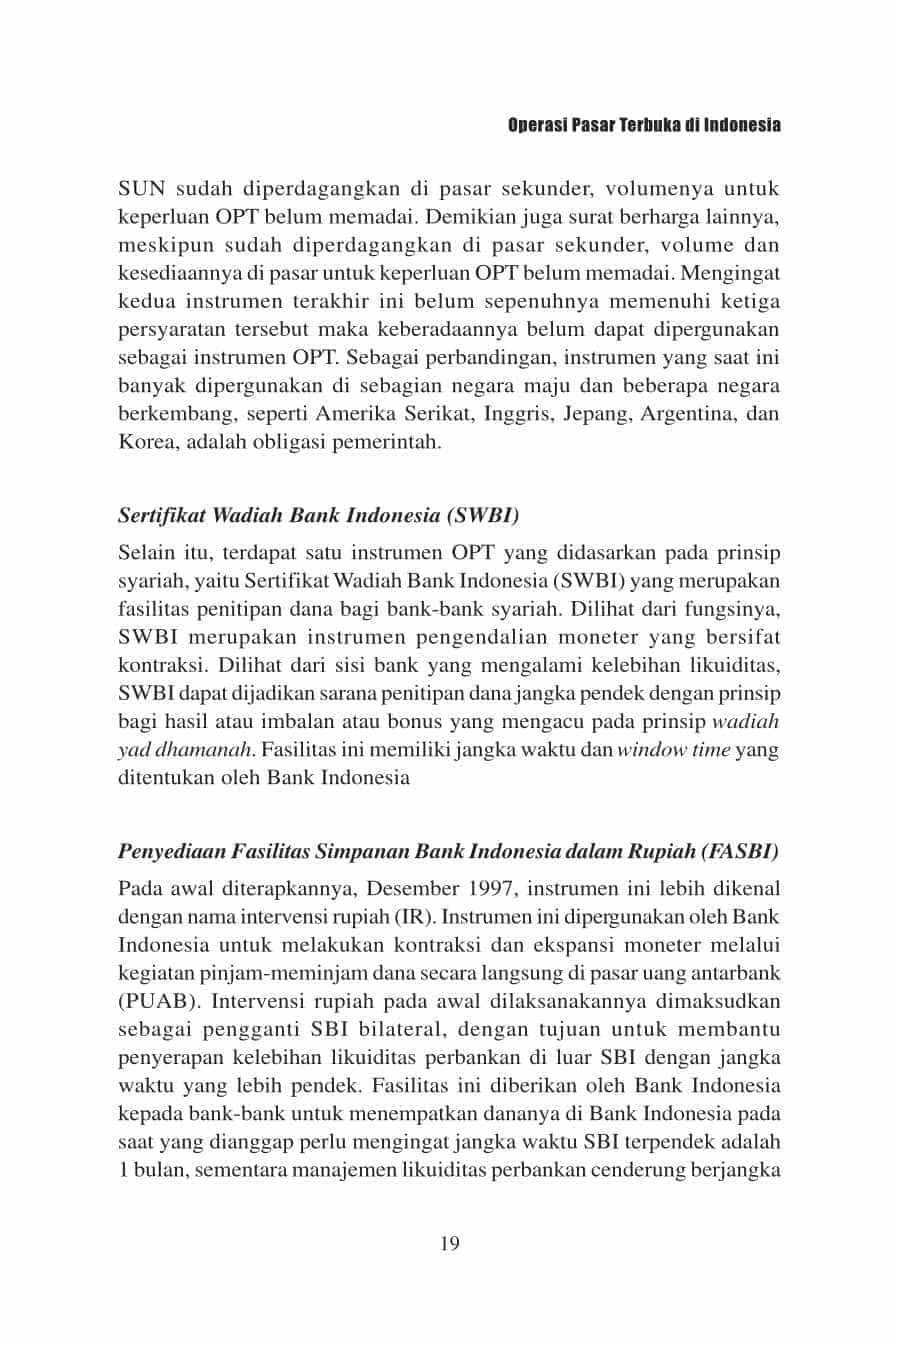 Operasi Pasar Terbuka di Indonesia
SUN sudah diperdagangkan di pasar sekunder, volumenya untuk
keperluan OPT belum memadai. Demikian juga surat berharga lainnya,
meskipun sudah diperdagangkan di pasar sekunder, volume dan
kesediaannya di pasar untuk keperluan OPT belum memadai. Mengingat
kedua instrumen terakhir ini belum sepenuhnya memenuhi ketiga
persyaratan tersebut maka keberadaannya belum dapat dipergunakan
sebagai instrumen OPT. Sebagai perbandingan, instrumen yang saat ini
banyak dipergunakan di sebagian negara maju dan beberapa negara
berkembang, seperti Amerika Serikat, Inggris, Jepang, Argentina, dan
Korea, adalah obligasi pemerintah.
Sertifikat Wadiah Bank Indonesia (SWBI)
Selain itu, terdapat satu instrumen OPT yang didasarkan pada prinsip
syariah, yaitu Sertifikat Wadiah Bank Indonesia (SWBI) yang merupakan
fasilitas penitipan dana bagi bank-bank syariah. Dilihat dari fungsinya,
SWBI merupakan instrumen pengendalian moneter yang bersifat
kontraksi. Dilihat dari sisi bank yang mengalami kelebihan likuiditas,
SWBI dapat dijadikan sarana penitipan dana jangka pendek dengan prinsip
bagi hasil atau imbalan atau bonus yang mengacu pada prinsip wadiah
yad dhamanah. Fasilitas ini memiliki jangka waktu dan window time yang
ditentukan oleh Bank Indonesia
Penyediaan Fasilitas Simpanan Bank Indonesia dalam Rupiah (FASBI)
Pada awal diterapkannya, Desember 1997, instrumen ini lebih dikenal
dengan nama intervensi rupiah (IR). Instrumen ini dipergunakan oleh Bank
Indonesia untuk melakukan kontraksi dan ekspansi moneter melalui
kegiatan pinjam-meminjam dana secara langsung di pasar uang antarbank
(PUAB). Intervensi rupiah pada awal dilaksanakannya dimaksudkan
sebagai pengganti SBI bilateral, dengan tujuan untuk membantu
penyerapan kelebihan likuiditas perbankan di luar SBI dengan jangka
waktu yang lebih pendek. Fasilitas ini diberikan oleh Bank Indonesia
kepada bank-bank untuk menempatkan dananya di Bank Indonesia pada
saat yang dianggap perlu mengingat jangka waktu SBI terpendek adalah
1 bulan, sementara manajemen likuiditas perbankan cenderung berjangka
19